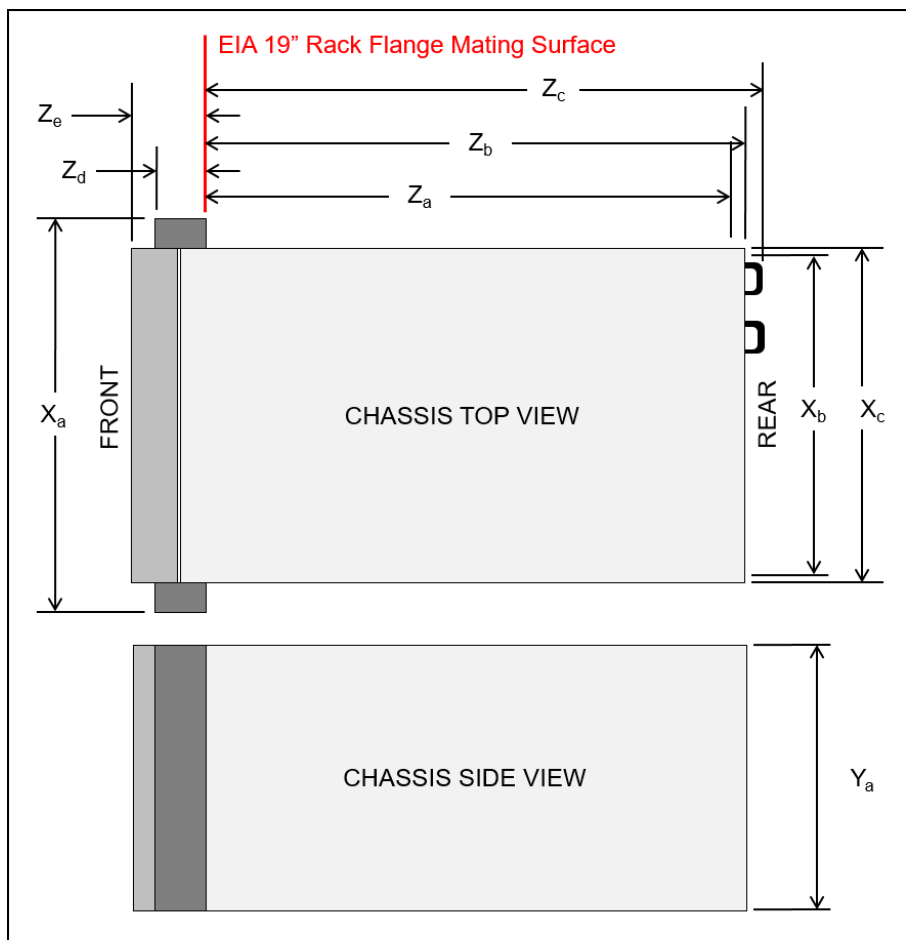 EIA 19” Rack Flange Mating Surface
Zc
Ze
Zb
Zd
Za
FRONT
Xa
CHASSIS TOP VIEW
REAR
Xb
Xc
CHASSIS SIDE VIEW
Ya